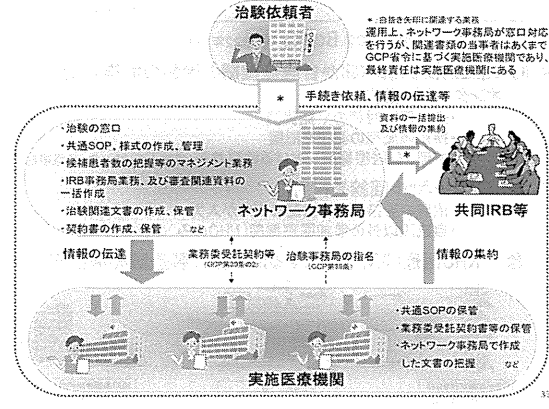 治験依頼者
*:白抜き矢印に関連する業務
運用上、ネットワーク事務局が窓口対応
を行うが、関連書類の当事者はあくまで
GCP省令に基づく実施医療機関であり、
最終責任は実施医療機関にある
*
手続き依頼、情報の伝達等
・治験の窓口
・共通SOP、様式の作成、管理
・候補患者数の把握等のマネジメント業務
・IRB事務局業務、及び審査関連資料の
一括作成
・治験関連文書の作成、保管
・契約書の作成、保管 など
資料の一括提出
及び情報の集約
*
ネットワーク事務局
共同IRB等
情報の伝達
業務委受託契約等
(GCP第39条の2)
治験事務局の指名
(GCP第38条)
情報の集約
・共通SOPの保管
・業務委受託契約書等の保管
・ネットワーク事務局で作成
した文書の把握 など
実施医療機関